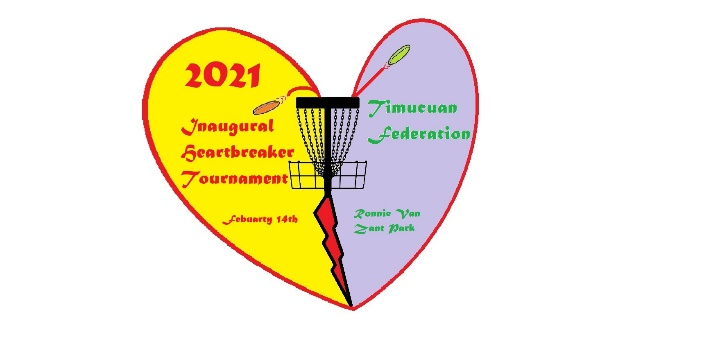 2021
Inaugural
Heartbreaker
Tournament
Febuarty 14th
Timucuan
Federation
Ronnie Van
Zant Park